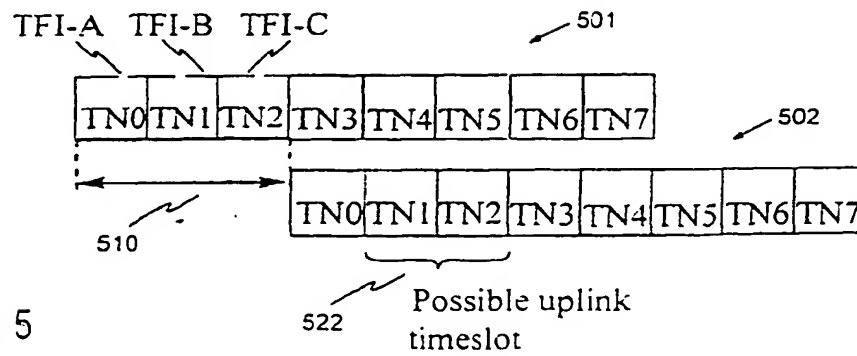 TFI-A TFI-B TFI-C
501
TN0 TN1 TN2 TN3 TN4 TN5 TN6 TN7
502
TN0 TN1 TN2 TN3 TN4 TN5 TN6 TN7
510
522
Possible uplink
timeslot
5